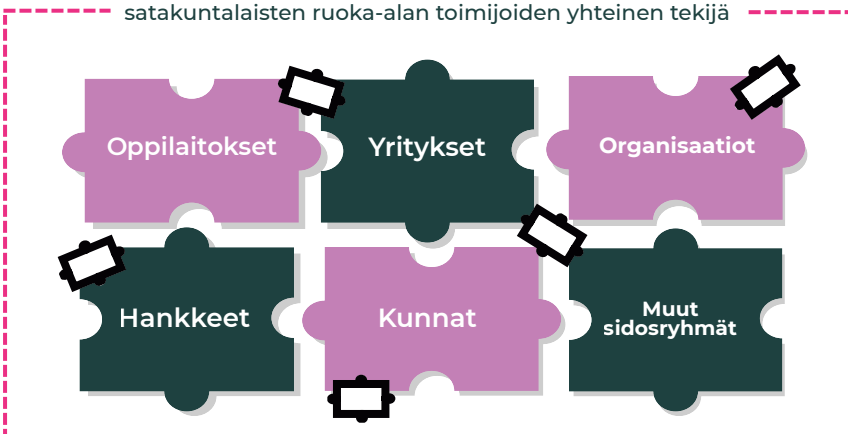 satakuntalaisten ruoka-alan toimijoiden yhteinen tekijä
Oppilaitokset
Yritykset
Organisaatiot
Hankkeet
Kunnat
Muut
sidosryhmät